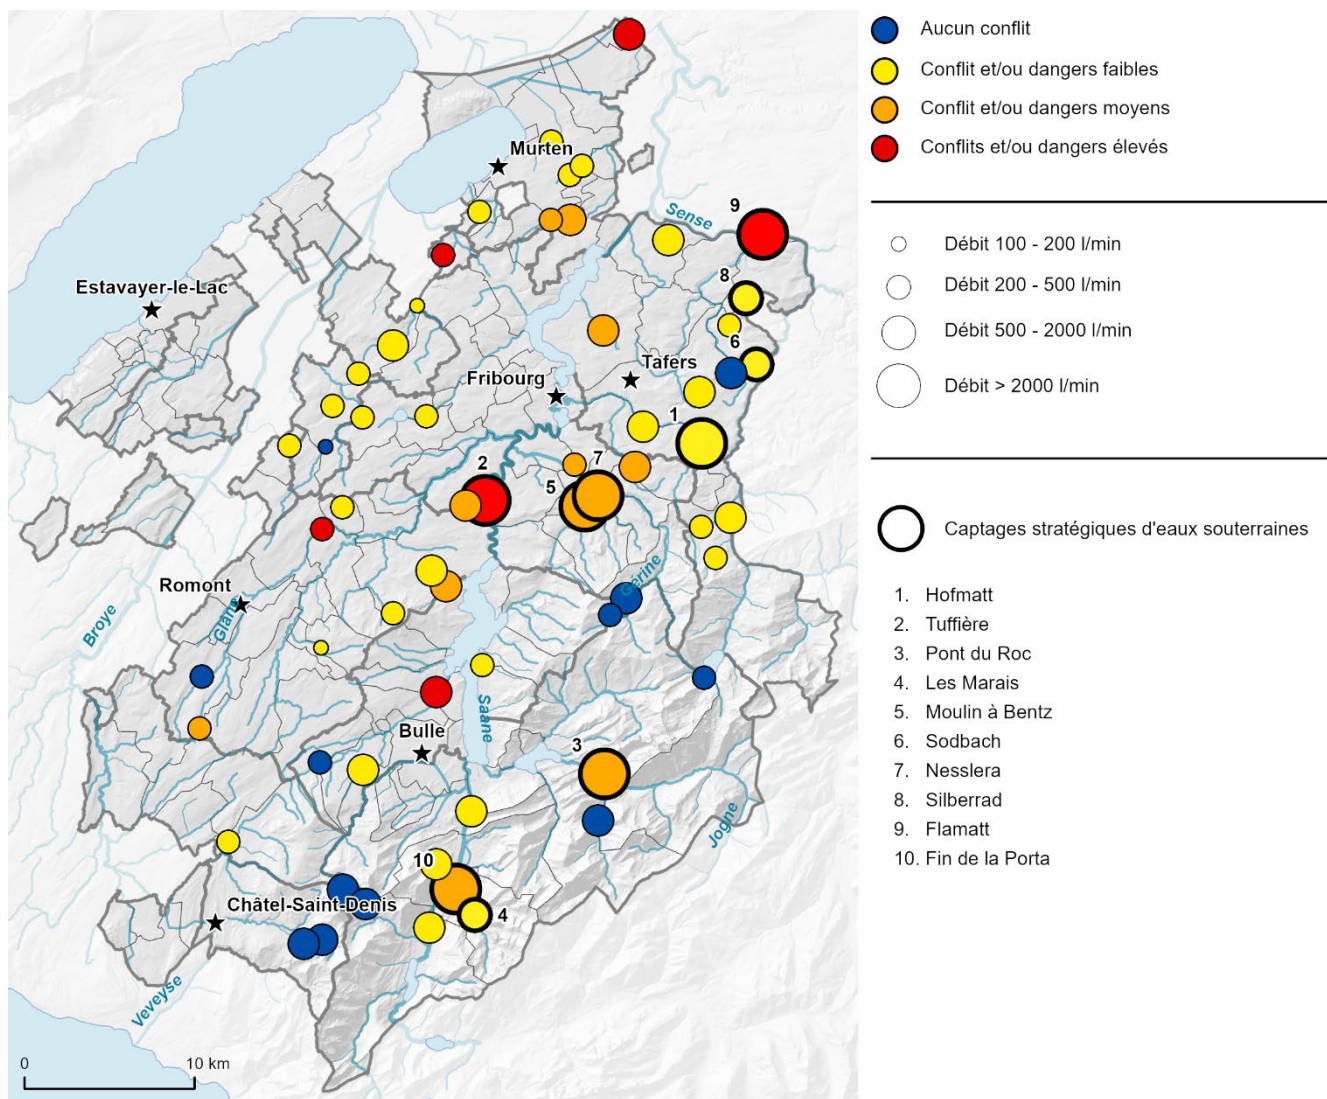 Murten
Sense
9
Estavayer-le-Lac
8
6
Tafers
Fribourg
1
2
7
5
Gérine
Romont
Broye
Glâne
Saane
Bulle
3
Jogne
10
Châtel-Saint-Denis
4
Veveyse
0 10 km
Aucun conflit
Conflit et/ou dangers faibles
Conflit et/ou dangers moyens
Conflits et/ou dangers élevés
Débit 100 - 200 l/min
Débit 200 - 500 l/min
Débit 500 - 2000 l/min
Débit > 2000 l/min
Captages stratégiques d'eaux souterraines
1. Hofmatt
2. Tuffière
3. Pont du Roc
4. Les Marais
5. Moulin à Bentz
6. Sodbach
7. Nesslera
8. Silberrad
9. Flamatt
10. Fin de la Porta